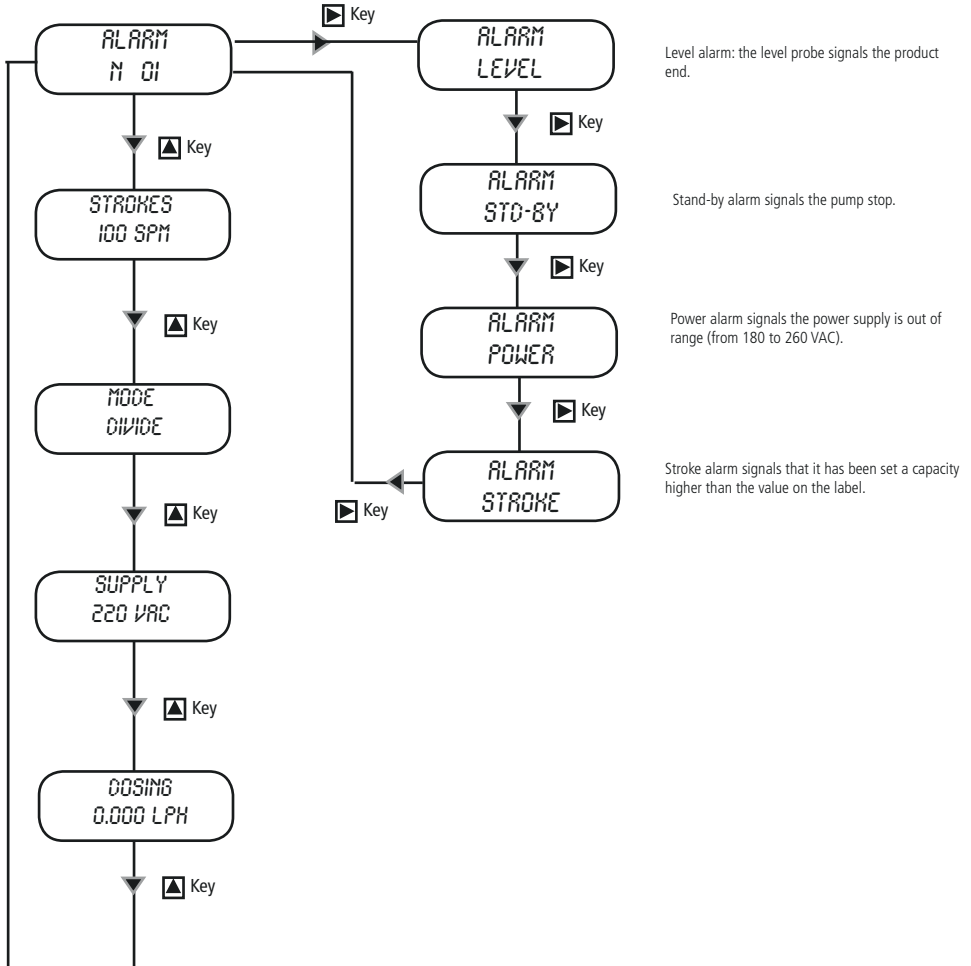 Key
ALARM
N 01
ALARM
LEVEL
Level alarm: the level probe signals the product
end.
Key
Key
STROKES
100 SPM
ALARM
STD-BY
Stand-by alarm signals the pump stop.
Key
Key
ALARM
POWER
Power alarm signals the power supply is out of
range (from 180 to 260 VAC).
MODE
DIVIDE
Key
ALARM
STROKE
Stroke alarm signals that it has been set a capacity
higher than the value on the label.
Key
Key
SUPPLY
220 VAC
Key
DOSING
0.000 LPH
Key